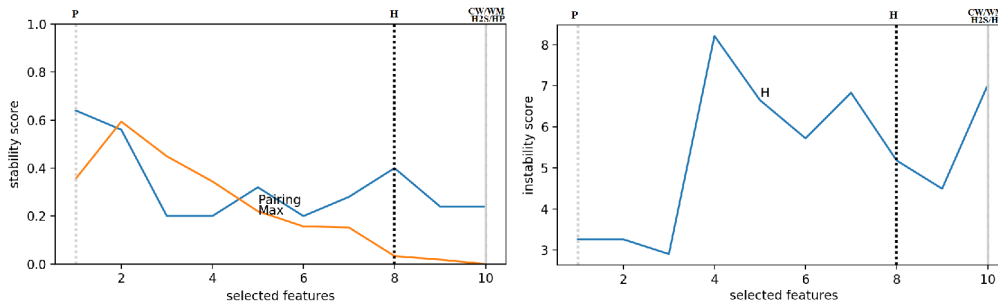 P
H
CW/WM
H2S/HP
1.0
0.8
0.6
0.4
0.2
0.0
stability score
Pairing
Max
2
4
6
8
10
selected features
P
H
CW/WM
H2S/HP
8
7
6
5
4
3
instability score
H
2
4
6
8
10
selected features